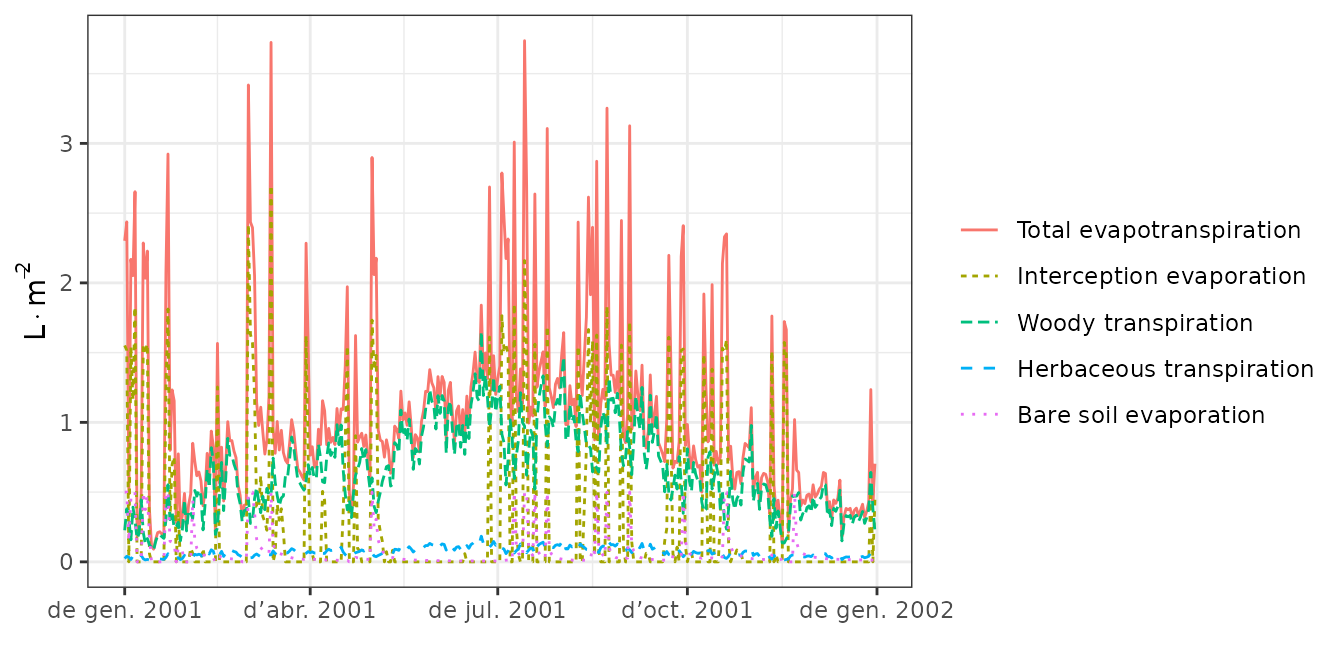 L · m⁻²
3
2
1
0
de gen. 2001 d’abr. 2001 de jul. 2001 d’oct. 2001 de gen. 2002
Total evapotranspiration
Interception evaporation
Woody transpiration
Herbaceous transpiration
Bare soil evaporation